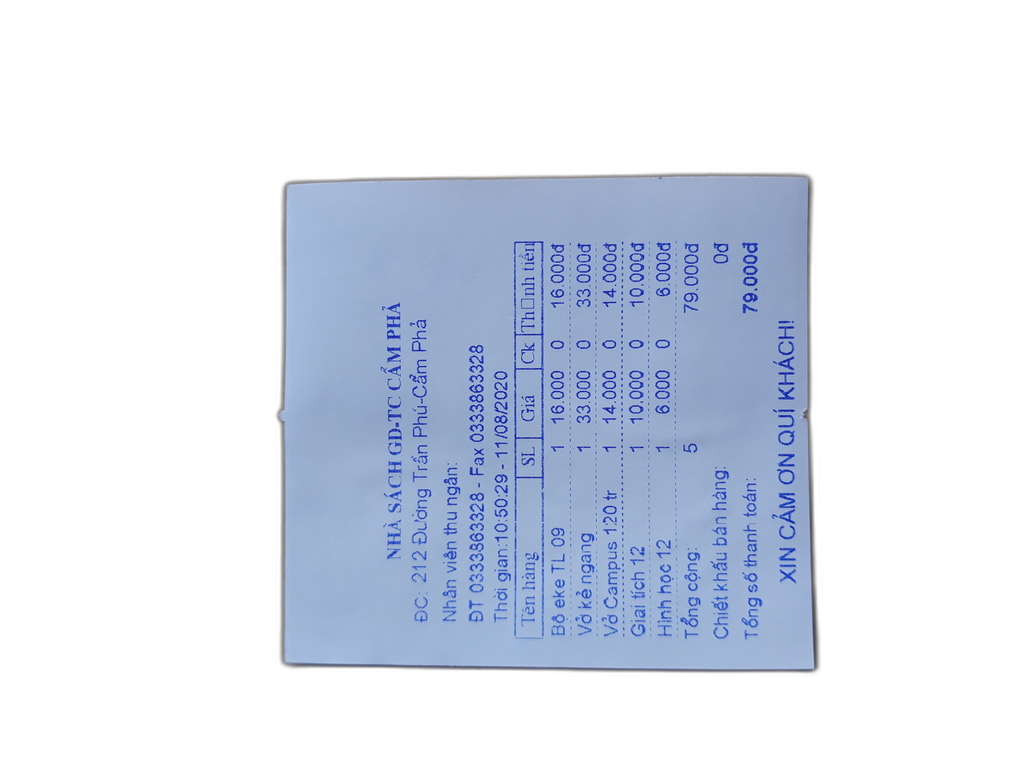 NHÀ SÁCH GD-TC CẨM PHẢ
ĐC: 212 Đường Trần Phú-Cẩm Phả
Nhân viên thu ngân:
ĐT 0333863328 - Fax 0333863328
Thời gian:10:50:29 - 11/08/2020
Tên hàng SL Giá Ck Th□nh tiền
Bộ eke TL 09 1 16.000 0 16.000đ
Vở kẻ ngang 1 33.000 0 33.000đ
Vở Campus 120 tr 1 14.000 0 14.000đ
Giai tích 12 1 10.000 0 10.000đ
Hình học 12 1 6.000 0 6.000đ
Tổng cộng: 5 79.000đ
Chiết khấu bán hàng: 0đ
Tổng số thanh toán: 79.000đ
XIN CẢM ƠN QUÍ KHÁCH!